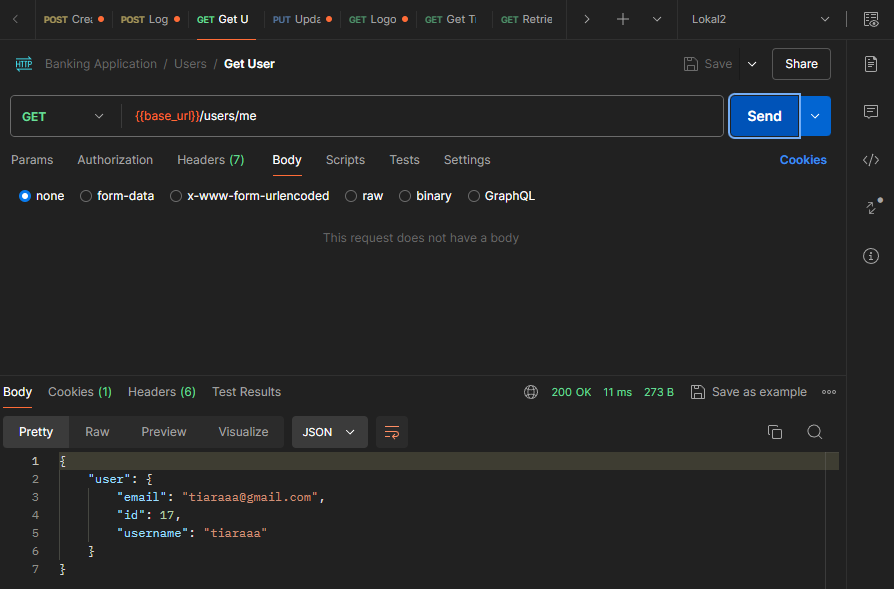 POST Crea POST Log GET Get U PUT Upda GET Logo GET Get Ti GET Retrie Lokal2
HTTP Banking Application / Users / Get User Save Share
GET {{base_url}}/users/me Send
Params Authorization Headers (7) Body Scripts Tests Settings Cookies
none form-data x-www-form-urlencoded raw binary GraphQL
This request does not have a body
Body Cookies (1) Headers (6) Test Results 200 OK 11 ms 273 B Save as example
Pretty Raw Preview Visualize JSON
1 {
2 "user": {
3 "email": "tiaraaa@gmail.com",
4 "id": 17,
5 "username": "tiaraaa"
6 }
7 }